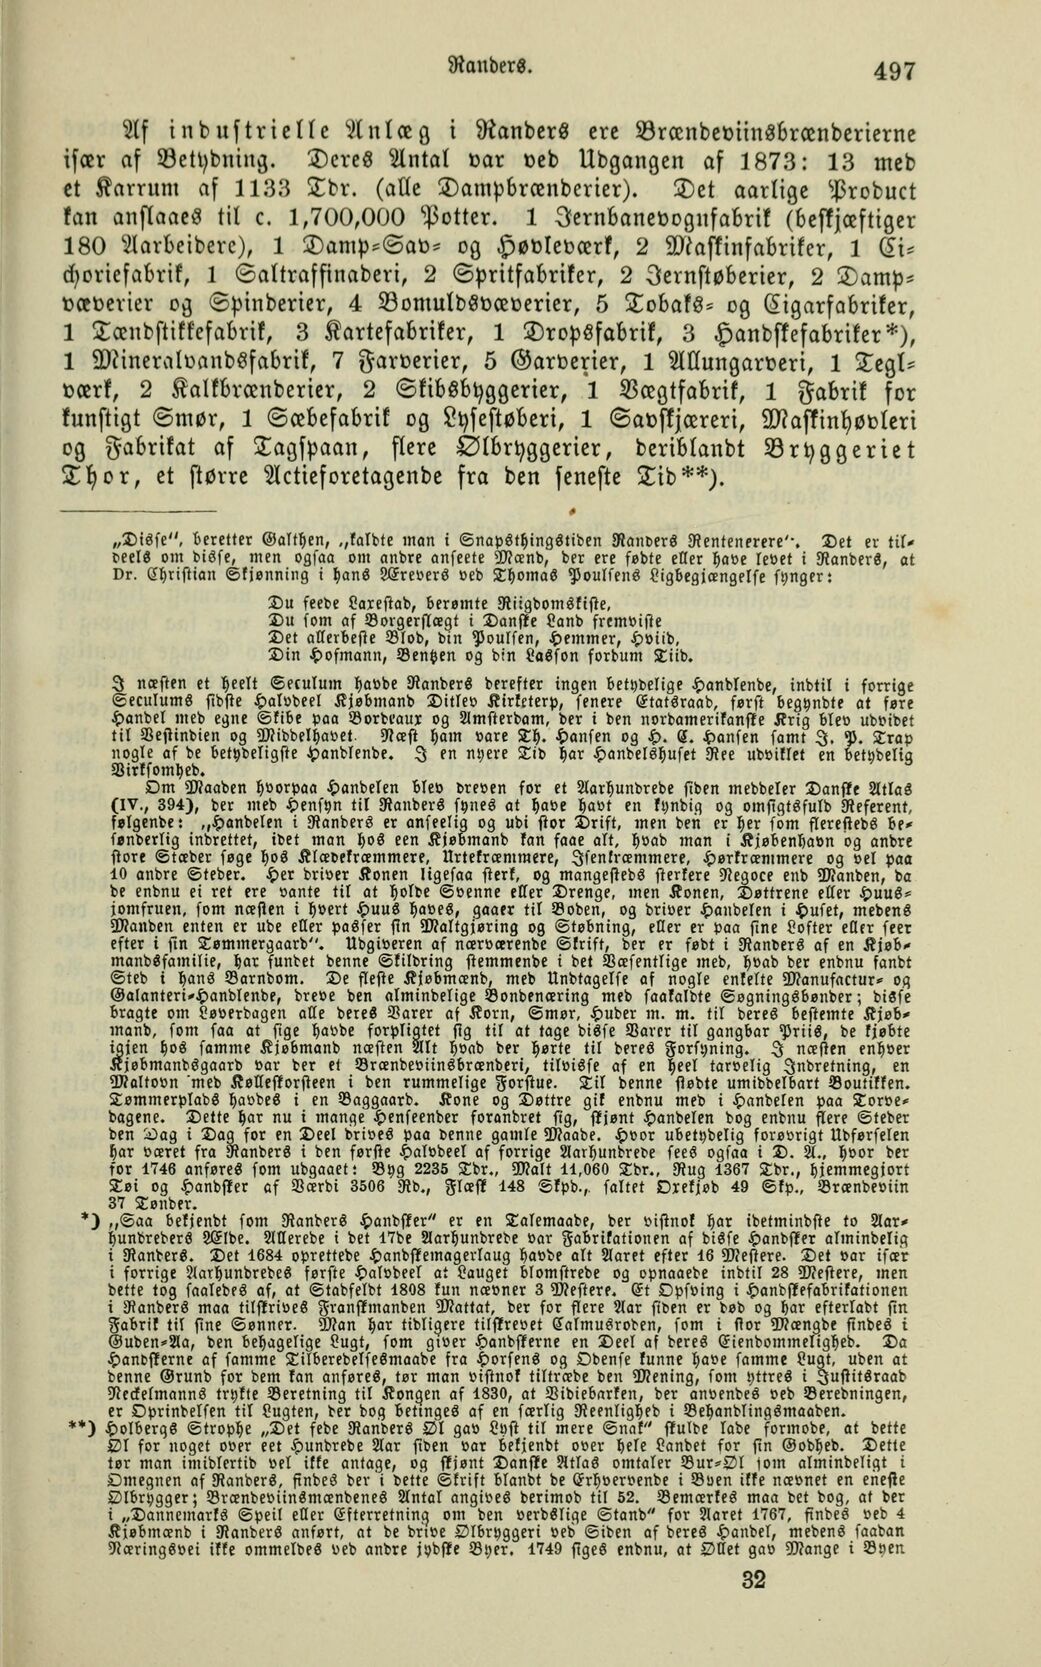 Randers.
497
Af industrielle Anlæg i Randers ere Brændeviinsbrænderierne
især af Betydning. Deres Antal var ved Udgangen af 1873: 13 med
et Karrum af 1133 Tdr. (alle Dampbrænderier). Det aarlige Product
kan anslaaes til c. 1,700,000 Potter. 1 Jernbanevognfabrik (beskjæftiger
180 Aarbeidere), 1 Damp-Sav- og Høvleværk, 2 Maskinfabriker, 1 Ci-
choriefabrik, 1 Saltraffinaderi, 2 Spritfabriker, 2 Jernstøberier, 2 Damp-
væverier og Spinderier, 4 Bomuldsvæverier, 5 Tobaks- og Cigarfabriker,
1 Tændstikkefabrik, 3 Kartefabriker, 1 Dropsfabrik, 3 Handskefabriker*),
1 Mineralvandsfabrik, 7 Farverier, 5 Garverier, 1 Alungarveri, 1 Tegl-
værk, 2 Kalkbrænderier, 2 Skibsbyggerier, 1 Vægtfabrik, 1 Fabrik for
kunstigt Smør, 1 Sæbefabrik og Lysestøberi, 1 Savskjæreri, Maskinhøvleri
og Fabrikat af Tagspaan, flere Ølbryggerier, deriblandt Bryggeriet
Thor, et større Actieforetagende fra den seneste Tid**).
„Disse“, beretter Galthen, „kaldte man i Snapsthingstiden Randers Rentenerere“. Det er til-
deels om disse, men ogsaa om andre anseete Mænd, der ere fødte eller have levet i Randers, at
Dr. Christian Stjønning i hans Ærevers ved Thomas Poulsens Ligbegjængelse synger:
Du feede Laxestad, berømte Riigdomskiste,
Du som af Borgerslægt i Danske Land fremviste
Det allerbeste Blod, din Poulsen, Hemmer, Hviid,
Din Hofmann, Bentzen og din Lasson fordum Tiid.
I næsten et heelt Seculum havde Randers derefter ingen betydelige Handlende, indtil i forrige
Seculums sidste Halvdeel Kjøbmand Ditlev Kirketerp, senere Etatsraad, først begyndte at føre
Handel med egne Skibe paa Bordeaux og Amsterdam, der i den nordamerikanske Krig blev udvidet
til Vestindien og Middelhavet. Næst ham vare Th. Hansen og H. C. Hansen samt J. P. Trap
nogle af de betydeligste Handlende. I en nyere Tid har Handelshuset Ree udviklet en betydelig
Virksomhed.
Om Maaden hvorpaa Handelen blev dreven for et Aarhundrede siden meddeler Danske Atlas
(IV., 394), der med Hensyn til Randers synes at have havt en kyndig og omsigtsfuld Referent,
følgende: „Handelen i Randers er anseelig og udi stor Drift, men den er her som fleresteds be-
sønderlig indrettet, idet man hos een Kjøbmand kan faae alt, hvad man i Kjøbenhavn og andre
store Stæder søge hos Klædekræmmere, Urtekræmmere, Isenkræmmere, Hørkræmmere og vel paa
10 andre Steder. Her driver Konen ligesaa sterk, og mangesteds sterkere Negoce end Manden, da
de endnu ei ret ere vante til at holde Svenne eller Drenge, men Konen, Døttrene eller Huus-
jomfruen, som næsten i hvert Huus haves, gaaer til Boden, og driver Handelen i Huset, medens
Manden enten er ude eller passer sin Maltgjøring og Støbning, eller er paa sine Lofter eller seer
efter i sin Tømmergaard“. Udgiveren af nærværende Skrift, der er født i Randers af en Kjøb-
mandsfamilie, har fundet denne Skildring stemmende i det Væsentlige med, hvad der endnu fandt
Sted i hans Barndom. De fleste Kjøbmænd, med Undtagelse af nogle enkelte Manufactur- og
Galanteri-Handlende, dreve den almindelige Bondenæring med saakaldte Søgningsbønder; disse
bragte om Løverdagen alle deres Varer af Korn, Smør, Huder m. m. til deres bestemte Kjøb-
mand, som saa at sige havde forpligtet sig til at tage disse Varer til gangbar Priis, de kjøbte
igjen hos samme Kjøbmand næsten Alt hvad der hørte til deres Forsyning. I næsten enhver
Kjøbmandsgaard var der et Brændeviinsbrænderi, tilvisse af en heel tarvelig Indretning, en
Maltovn med Kølleskorsteen i den rummelige Forstue. Til denne stødte umiddelbart Boutikken.
Tømmerplads havdes i en Baggaard. Kone og Døttre gik endnu med i Handelen paa Torve-
dagene. Dette har nu i mange Henseender forandret sig, skjønt Handelen dog endnu flere Steder
den Dag i Dag for en Deel drives paa denne gamle Maade. Hvor ubetydelig forøvrigt Udførselen
har været fra Randers i den første Halvdeel af forrige Aarhundrede sees ogsaa i D. A., hvor der
for 1746 anføres som udgaaet: Byg 2235 Tdr., Malt 11,060 Tdr., Rug 1367 Tdr., hjemmegjort
Tøi og Handsker af Værdi 3506 Rd., Flesk 148 Skpd., saltet Oxekjød 49 Skp., Brændeviin
37 Tønder.
*) „Saa bekjendt som Randers Handsker“ er en Talemaade, der vistnok har idetmindste to Aar-
hundreders Ælde. Allerede i det 17de Aarhundrede var Fabrikationen af disse Handsker almindelig
i Randers. Det 1684 oprettede Handskemagerlaug havde alt Aaret efter 16 Mestere. Det var især
i forrige Aarhundredes første Halvdeel at Lauget blomstrede og opnaaede indtil 28 Mestere, men
dette tog saaledes af, at Stadfeldt 1808 kun nævner 3 Mestere. Et Opsving i Handskefabrikationen
i Randers maa tilskrives Franskmanden Mattat, der for flere Aar siden er død og har efterladt sin
Fabrik til sine Sønner. Man har tidligere tilskrevet Calmusroden, som i stor Mængde findes i
Guden-Aa, den behagelige Lugt, som giver Handskerne en Deel af deres Eiendommelighed. Da
Handskerne af samme Tilberedelsesmaade fra Horsens og Odense kunne have samme Lugt, uden at
denne Grund for dem kan anføres, tør man vistnok tiltræde den Mening, som yttres i Justitsraad
Neckelmanns trykte Beretning til Kongen af 1830, at Vidiebarken, der anvendes ved Beredningen,
er Oprindelsen til Lugten, der dog betinges af en særlig Reenlighed i Behandlingsmaaden.
**) Holbergs Strophe „Det fede Randers Øl gav Lyst til mere Snak“ skulde lade formode, at dette
Øl for noget over eet Hundrede Aar siden var bekjendt over hele Landet for sin Godhed. Dette
tør man imidlertid vel ikke antage, og skjønt Danske Atlas omtaler Bur-Øl som almindeligt i
Omegnen af Randers, findes der i dette Skrift blandt de Erhvervende i Byen ikke nævnet en eneste
Ølbrygger; Brændeviinsmændenes Antal angives derimod til 52. Bemærkes maa det dog, at der
i „Dannemarks Speil eller Efterretning om den verdslige Stand“ for Aaret 1767, findes ved 4
Kjøbmænd i Randers anført, at de drive Ølbryggeri ved Siden af deres Handel, medens saadan
Næringsvei ikke ommeldes ved andre jydske Byer. 1749 siges endnu, at Øllet gav Mange i Byen
32